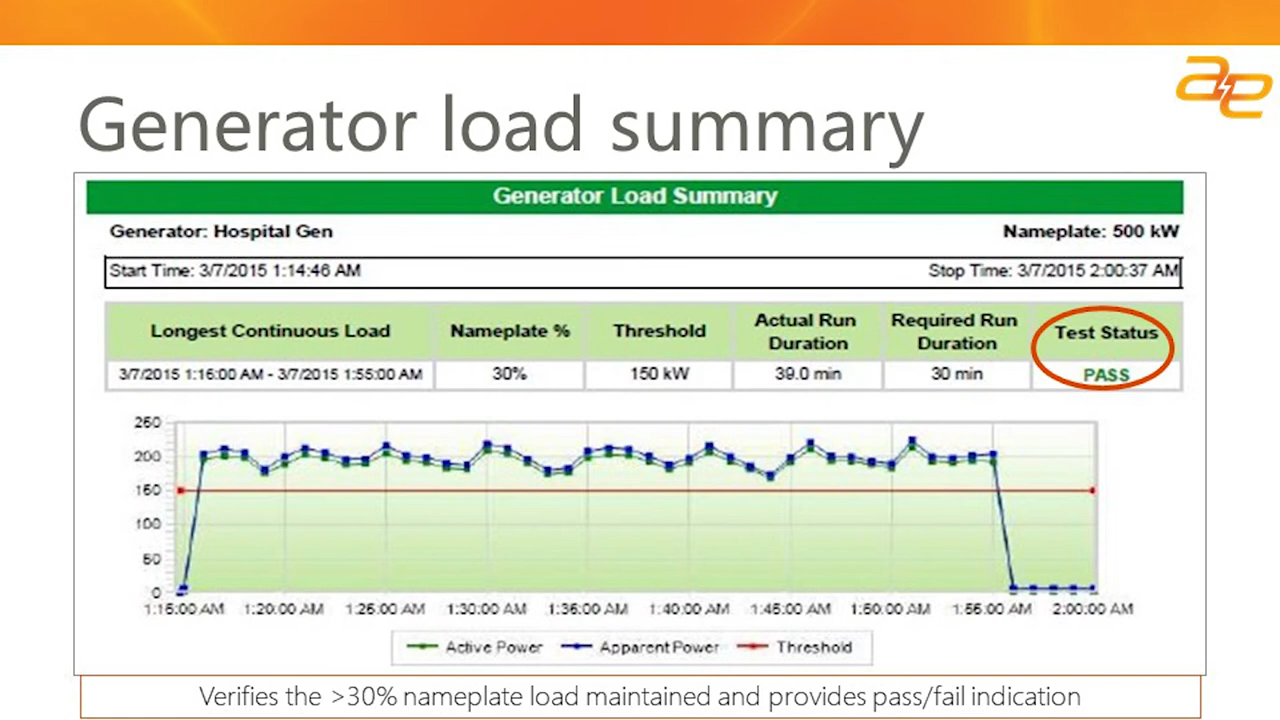 ae
Generator load summary
Generator Load Summary
Generator: Hospital Gen Nameplate: 500 kW
Start Time: 3/7/2015 1:14:46 AM Stop Time: 3/7/2015 2:00:37 AM
Longest Continuous Load Nameplate % Threshold Actual Run Duration Required Run Duration Test Status
3/7/2015 1:16:00 AM - 3/7/2015 1:55:00 AM 30% 150 kW 39.0 min 30 min PASS
250
200
150
100
50
0
1:15:00 AM 1:20:00 AM 1:25:00 AM 1:30:00 AM 1:35:00 AM 1:40:00 AM 1:45:00 AM 1:50:00 AM 1:55:00 AM 2:00:00 AM
Active Power Apparent Power Threshold
Verifies the >30% nameplate load maintained and provides pass/fail indication